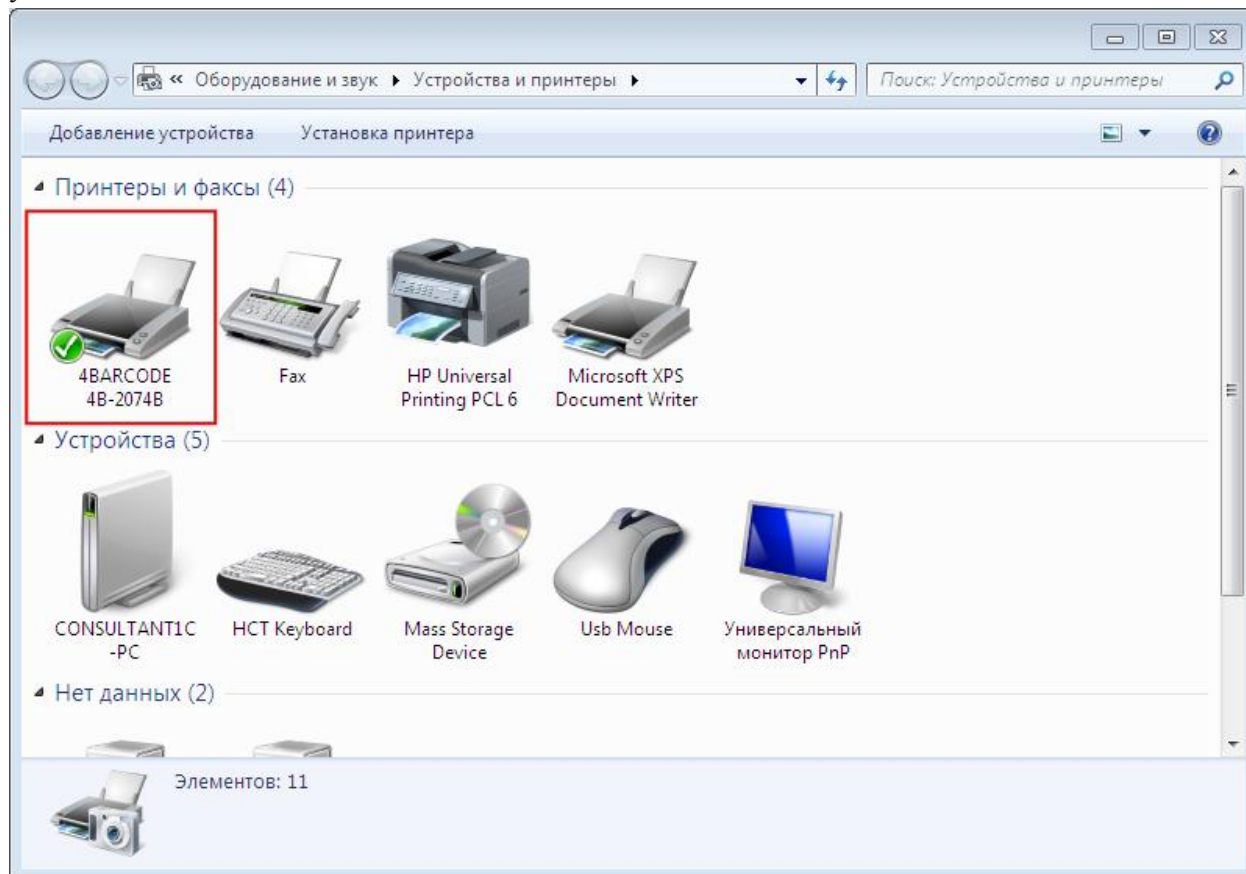 « Оборудование и звук ▸ Устройства и принтеры ▸
Поиск: Устройства и принтеры
Добавление устройства Установка принтера
Принтеры и факсы (4)
4BARCODE
4B-2074B
Fax
HP Universal
Printing PCL 6
Microsoft XPS
Document Writer
Устройства (5)
CONSULTANT1C
-PC
HCT Keyboard
Mass Storage
Device
Usb Mouse
Универсальный
монитор PnP
Нет данных (2)
Элементов: 11